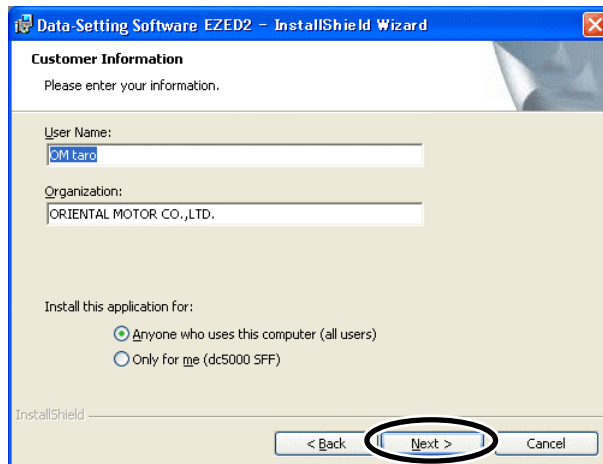 Data-Setting Software EZED2 - InstallShield Wizard
Customer Information
Please enter your information.
User Name:
OM taro
Organization:
ORIENTAL MOTOR CO.,LTD.
Install this application for:
Anyone who uses this computer (all users)
Only for me (dc5000 SFF)
InstallShield
< Back Next > Cancel